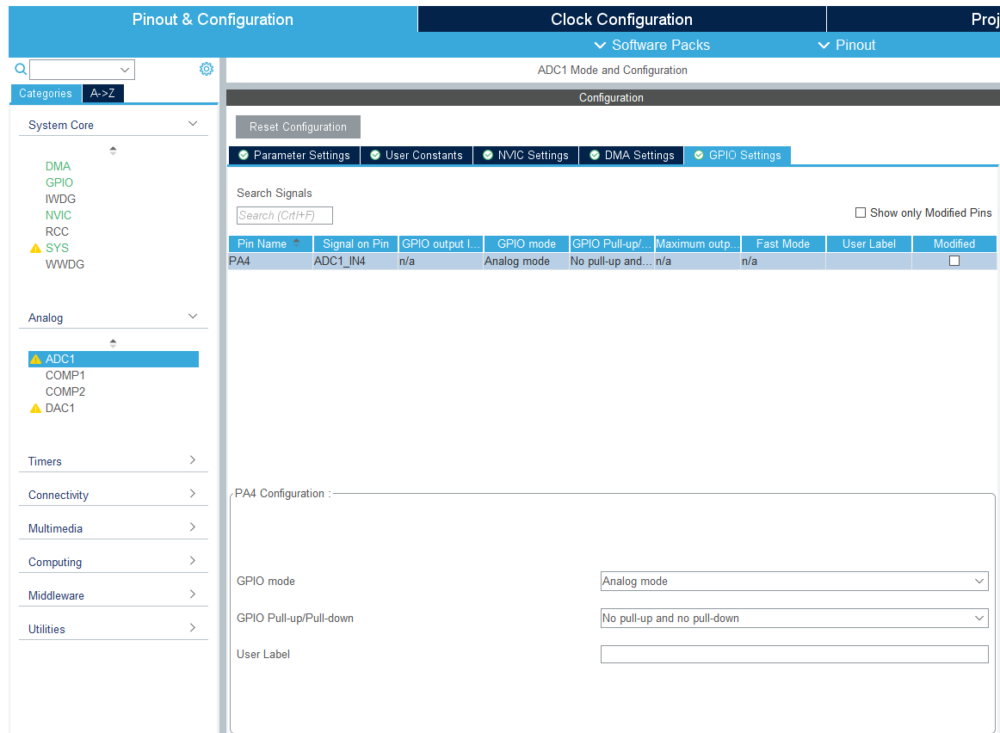 Pinout & Configuration
Clock Configuration
Proj
Software Packs
Pinout
Categories
A->Z
System Core
DMA
GPIO
IWDG
NVIC
RCC
SYS
WWDG
Analog
ADC1
COMP1
COMP2
DAC1
Timers
Connectivity
Multimedia
Computing
Middleware
Utilities
ADC1 Mode and Configuration
Configuration
Reset Configuration
Parameter Settings
User Constants
NVIC Settings
DMA Settings
GPIO Settings
Search Signals
Search (Crtl+F)
Show only Modified Pins
Pin Name Signal on Pin GPIO output l... GPIO mode GPIO Pull-up/... Maximum outp... Fast Mode User Label Modified
PA4 ADC1_IN4 n/a Analog mode No pull-up and... n/a n/a
PA4 Configuration :
GPIO mode Analog mode
GPIO Pull-up/Pull-down No pull-up and no pull-down
User Label